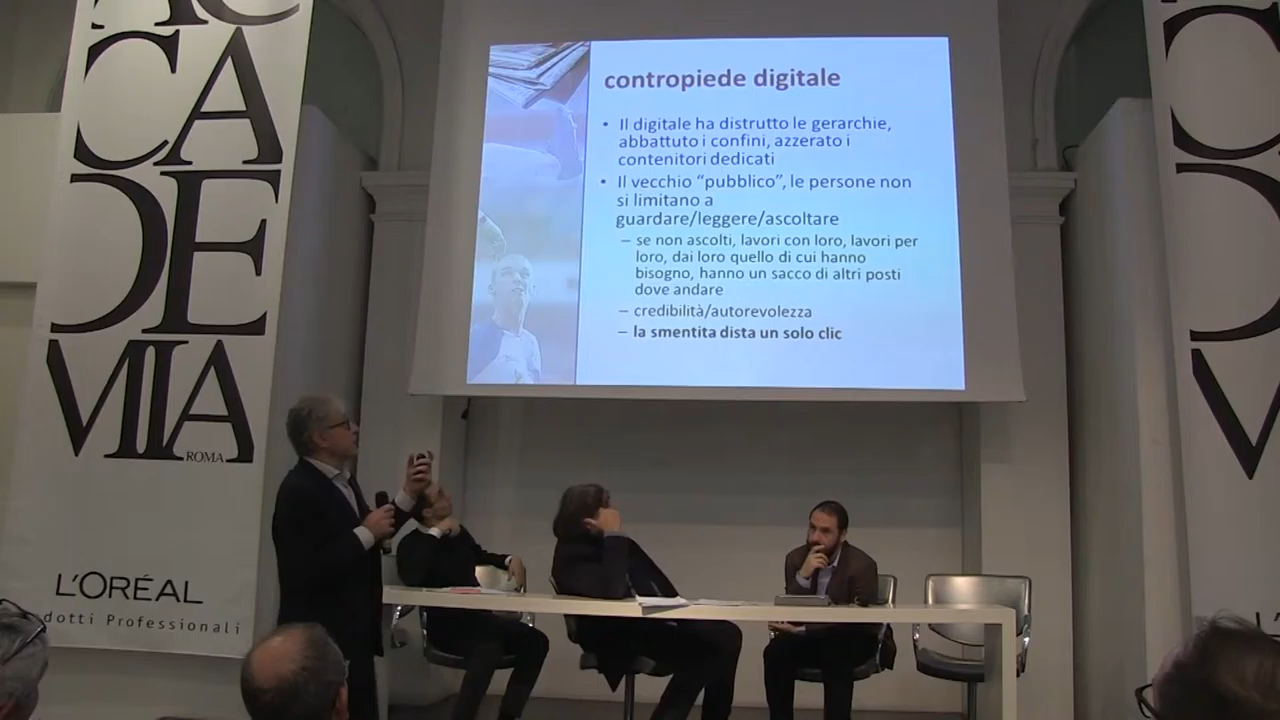 ACCADEMIA
ROMA
L'ORÉAL
dotti Professionali
contropiede digitale
• Il digitale ha distrutto le gerarchie,
abbattuto i confini, azzerato i
contenitori dedicati
• Il vecchio “pubblico”, le persone non
si limitano a
guardare/leggere/ascoltare
– se non ascolti, lavori con loro, lavori per
loro, dai loro quello di cui hanno
bisogno, hanno un sacco di altri posti
dove andare
– credibilità/autorevolezza
– la smentita dista un solo clic